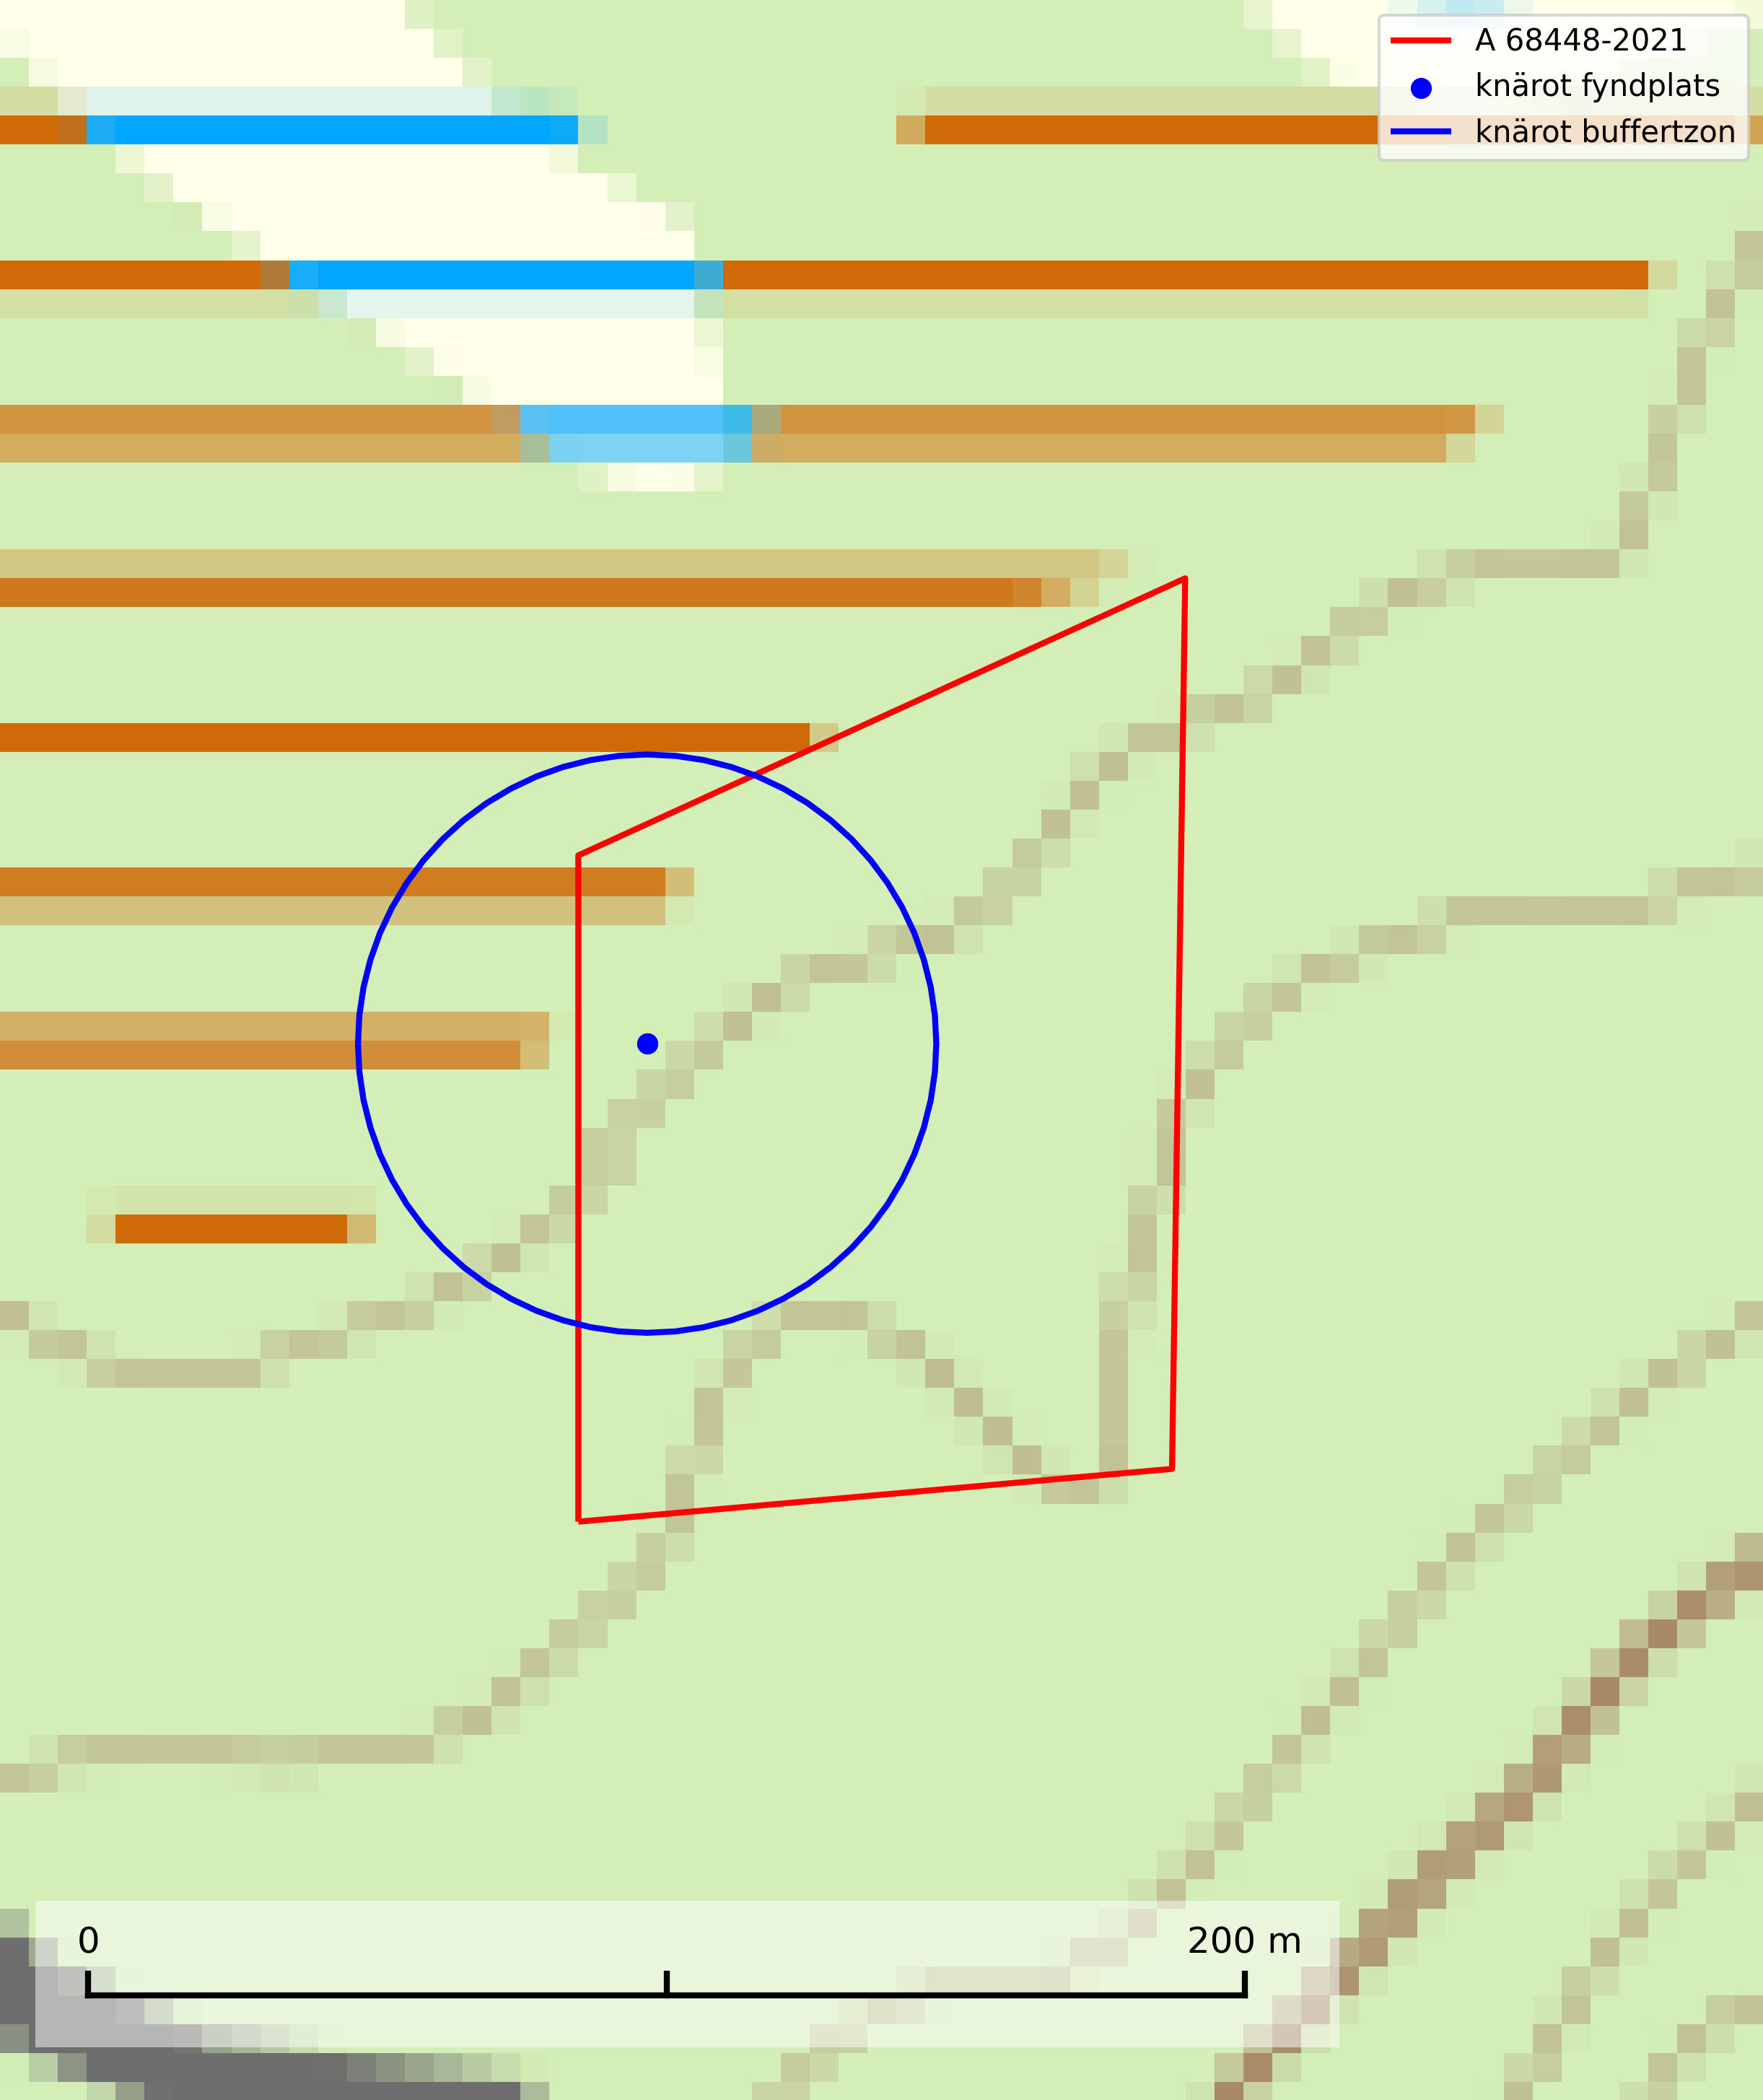 A 68448-2021
knärot fyndplats
knärot buffertzon
0
200 m